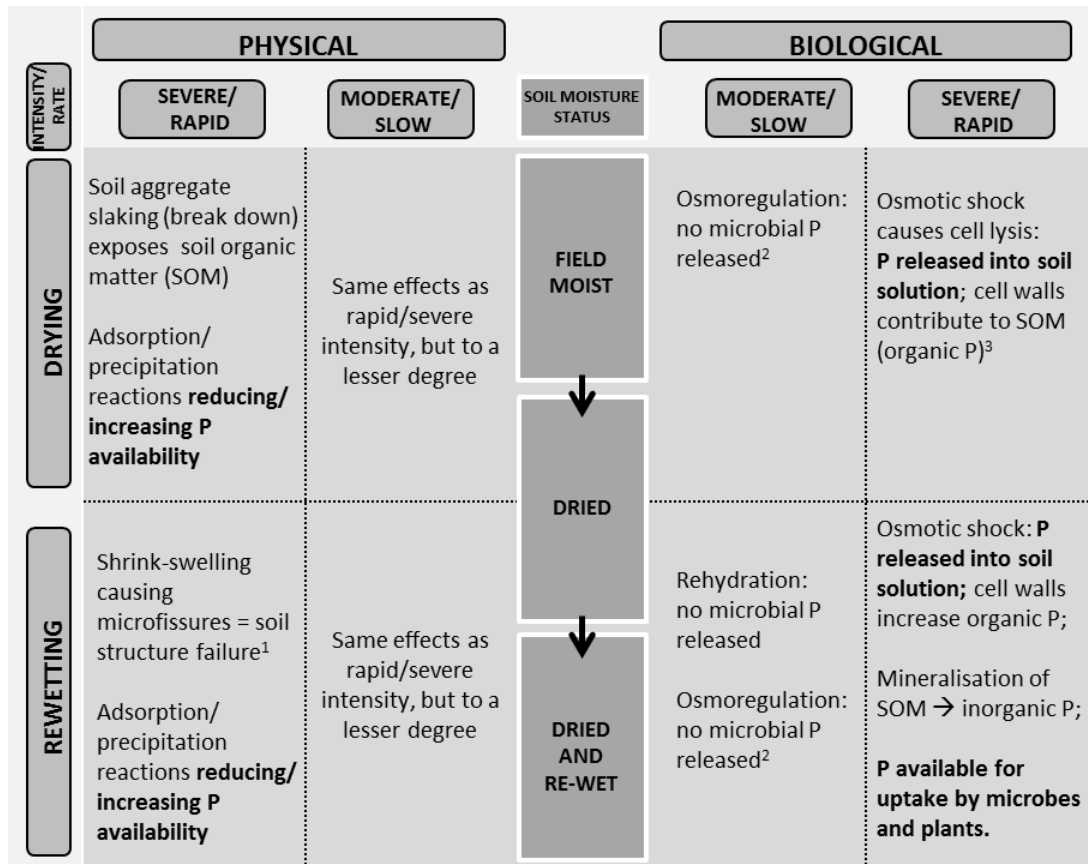 PHYSICAL
BIOLOGICAL
INTENSITY/
RATE
SEVERE/
RAPID
MODERATE/
SLOW
SOIL MOISTURE
STATUS
MODERATE/
SLOW
SEVERE/
RAPID
DRYING
Soil aggregate
slaking (break down)
exposes soil organic
matter (SOM)
Adsorption/
precipitation
reactions reducing/
increasing P
availability
Same effects as
rapid/severe
intensity, but to a
lesser degree
FIELD
MOIST
Osmoregulation:
no microbial P
released²
Osmotic shock
causes cell lysis:
P released into soil
solution; cell walls
contribute to SOM
(organic P)³
DRIED
REWETTING
Shrink-swelling
causing
microfissures = soil
structure failure¹
Adsorption/
precipitation
reactions reducing/
increasing P
availability
Same effects as
rapid/severe
intensity, but to a
lesser degree
DRIED
AND
RE-WET
Rehydration:
no microbial P
released
Osmoregulation:
no microbial P
released²
Osmotic shock: P
released into soil
solution; cell walls
increase organic P;
Mineralisation of
SOM → inorganic P;
P available for
uptake by microbes
and plants.